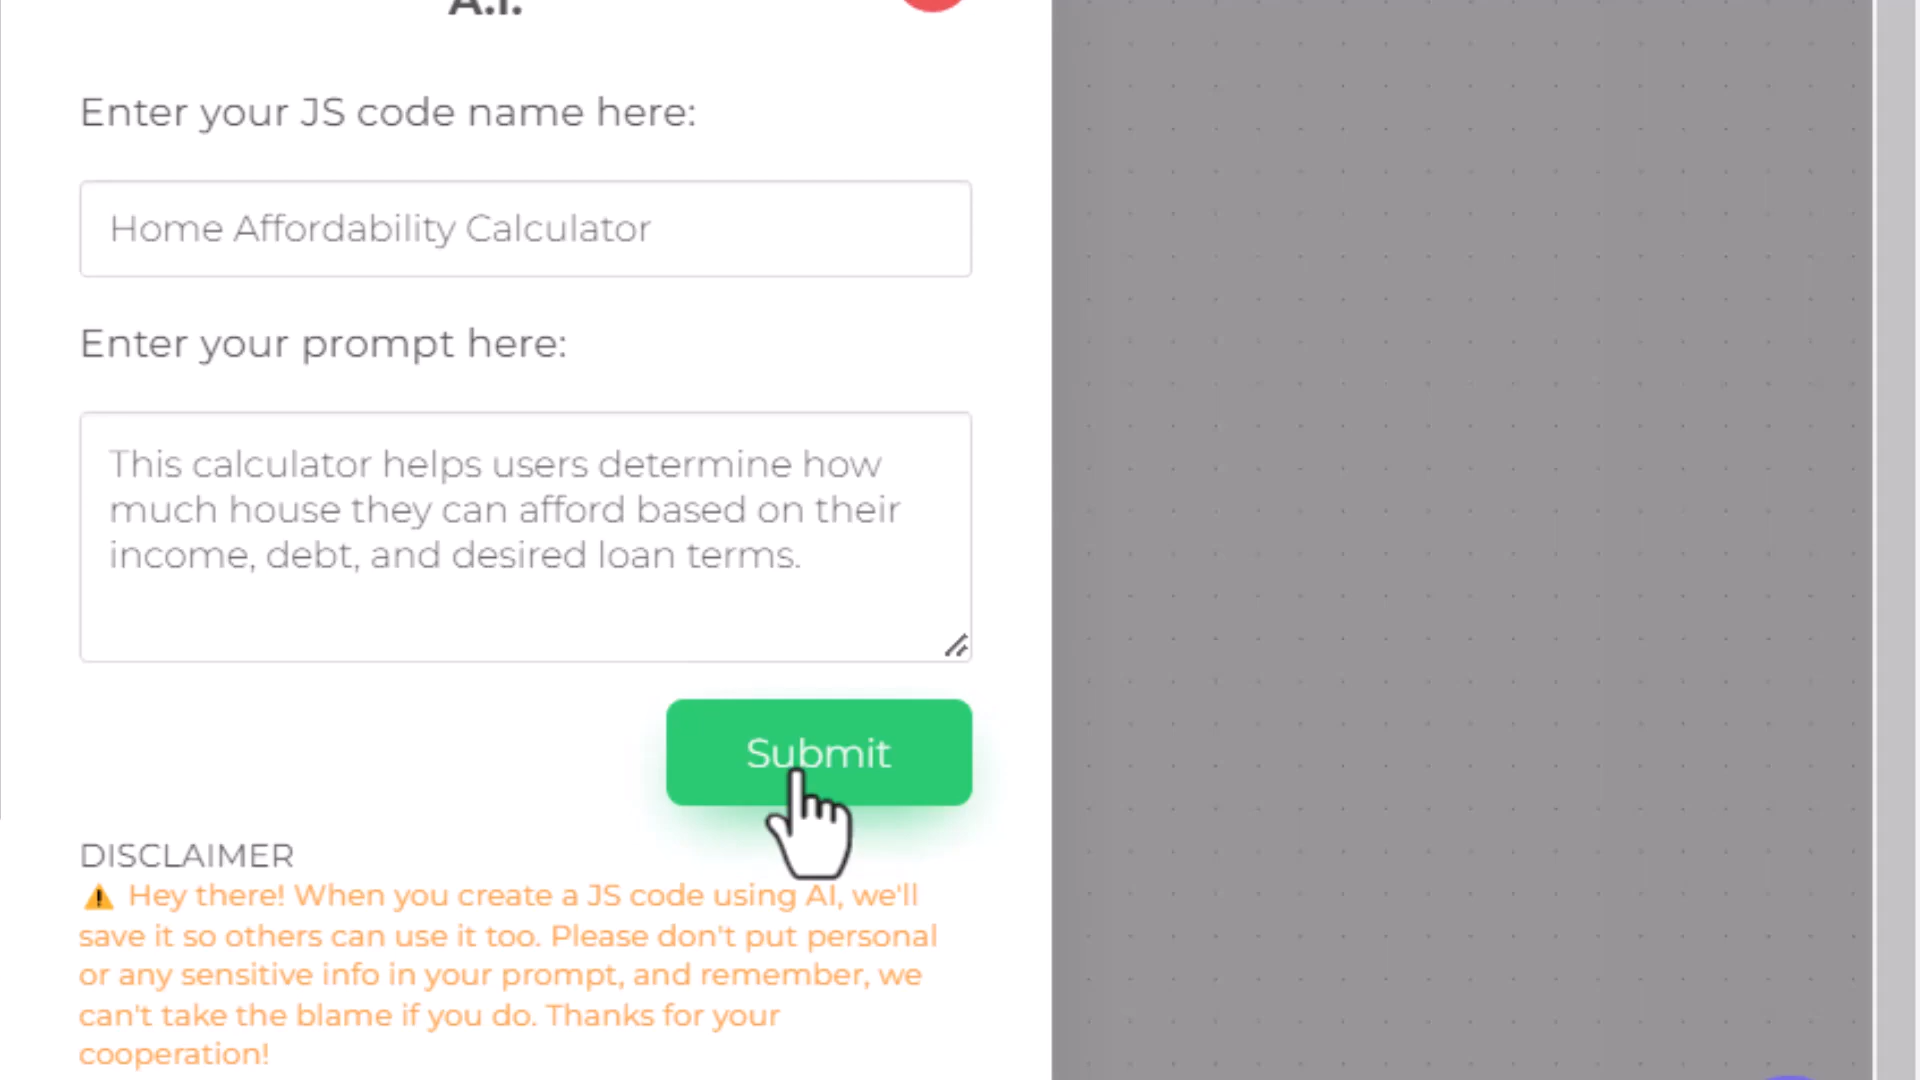 A.I.
Enter your JS code name here:
Home Affordability Calculator
Enter your prompt here:
This calculator helps users determine how
much house they can afford based on their
income, debt, and desired loan terms.
Submit
DISCLAIMER
⚠ Hey there! When you create a JS code using AI, we'll
save it so others can use it too. Please don't put personal
or any sensitive info in your prompt, and remember, we
can't take the blame if you do. Thanks for your
cooperation!